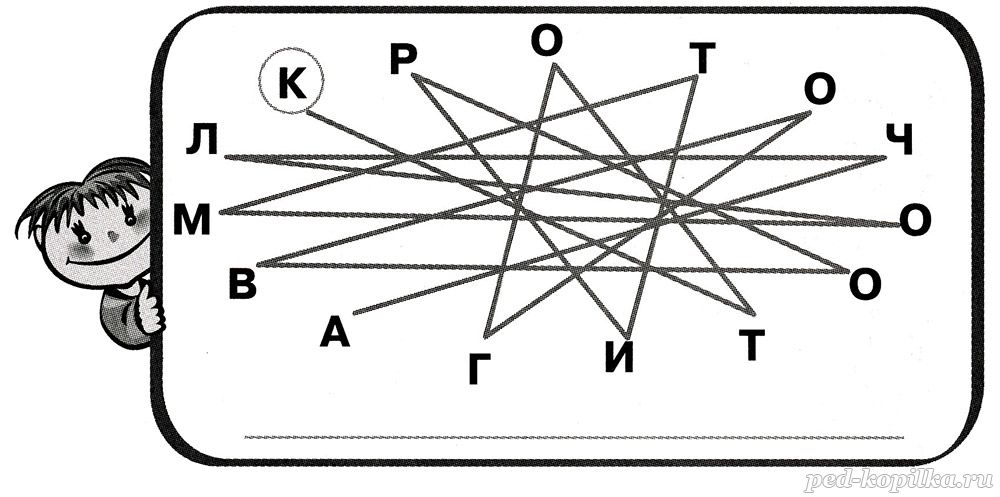 К Р О Т О
Л Ч
М О
В О
А Г И Т
ped-kopilka.ru